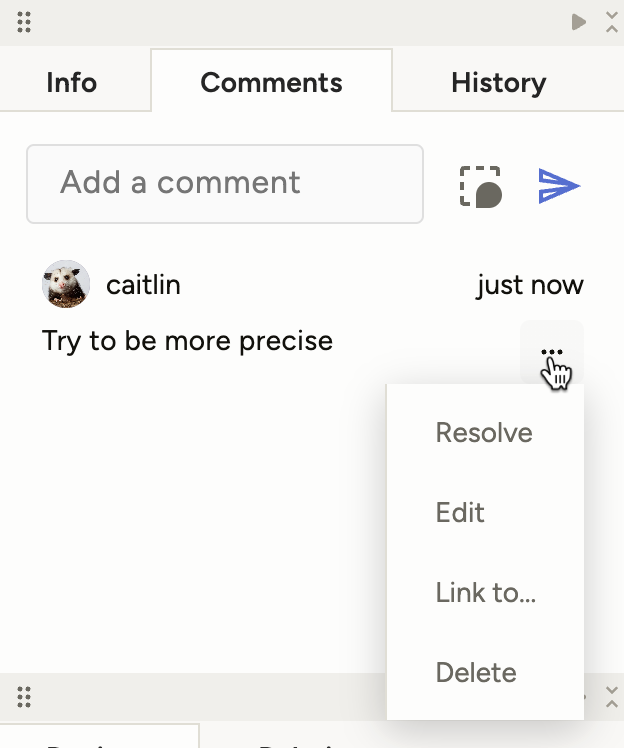 Info
Comments
History
Add a comment
caitlin
just now
Try to be more precise
...
Resolve
Edit
Link to...
Delete